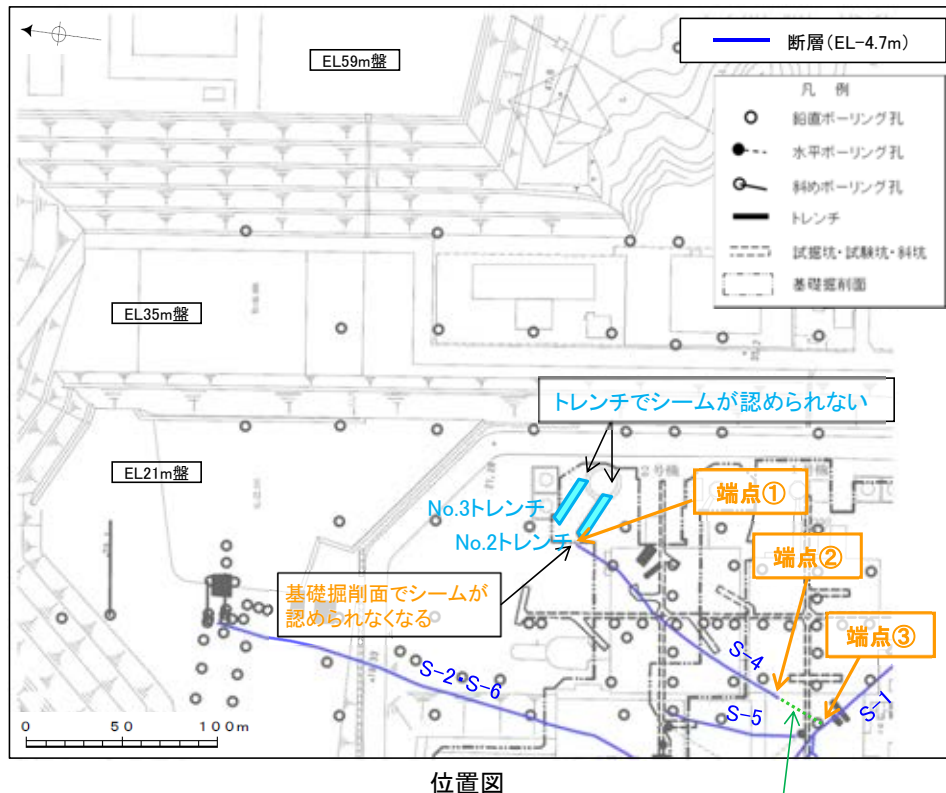 断層(EL-4.7m)
凡 例
鉛直ボーリング孔
水平ボーリング孔
斜めボーリング孔
トレンチ
試掘坑・試験坑・斜坑
基礎掘削面
EL59m盤
EL35m盤
トレンチでシームが認められない
EL21m盤
端点①
No.3トレンチ
No.2トレンチ
端点②
基礎掘削面でシームが
認められなくなる
端点③
S-4
S-1
S-2・S-6
S-5
0 50 100m
位置図